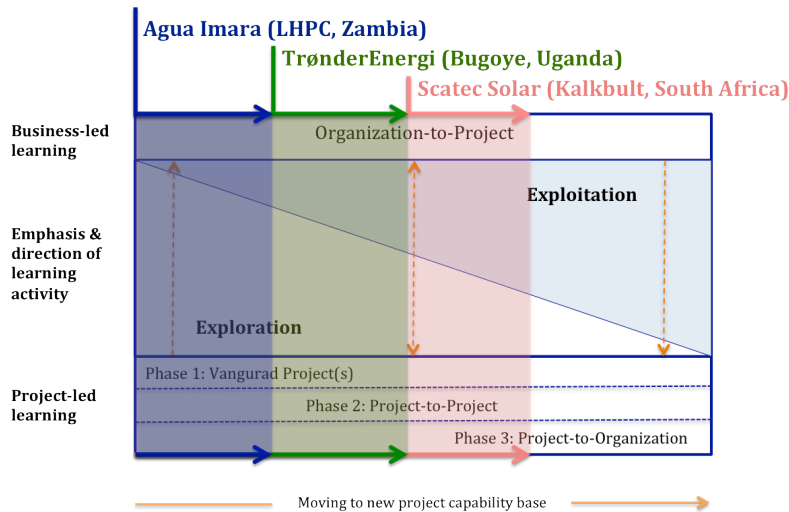 Agua Imara (LHPC, Zambia)
TrønderEnergi (Bugoye, Uganda)
Scatec Solar (Kalkbult, South Africa)
Business-led
learning
Organization-to-Project
Exploitation
Emphasis &
direction of
learning
activity
Exploration
Phase 1: Vangurad Project(s)
Project-led
learning
Phase 2: Project-to-Project
Phase 3: Project-to-Organization
Moving to new project capability base